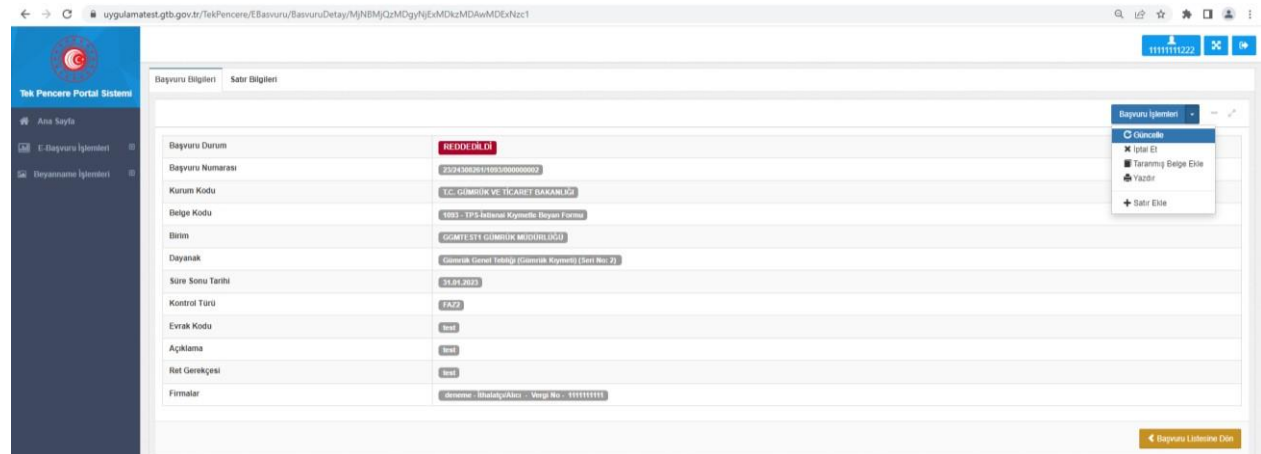 uygulamatest.gtb.gov.tr/TekPencere/EBasvuru/BasvuruDetay/MjNBMjQzMDgyNjExMDkzMDAwMDExNzc1
11111111222
Tek Pencere Portal Sistemi
Ana Sayfa
E-Başvuru İşlemleri
Beyanname İşlemleri
Başvuru Bilgileri Satır Bilgileri
Başvuru İşlemleri
Güncelle
İptal Et
Taranmış Belge Ekle
Yazdır
Satır Ekle
Başvuru Durum REDDEDİLDİ
Başvuru Numarası 23/24308261/1093/000000002
Kurum Kodu T.C. GÜMRÜK VE TİCARET BAKANLIĞI
Belge Kodu 1093 - TPS-İstisnai Kıymetle Beyan Formu
Birim GGMTEST1 GÜMRÜK MÜDÜRLÜĞÜ
Dayanak Gümrük Genel Tebliği (Gümrük Kıymeti) (Seri No: 2)
Süre Sonu Tarihi 31.01.2023
Kontrol Türü FAZ2
Evrak Kodu test
Açıklama test
Ret Gerekçesi test
Firmalar deneme - İthalatçı/Alıcı - Vergi No - 1111111111
Başvuru Listesine Dön